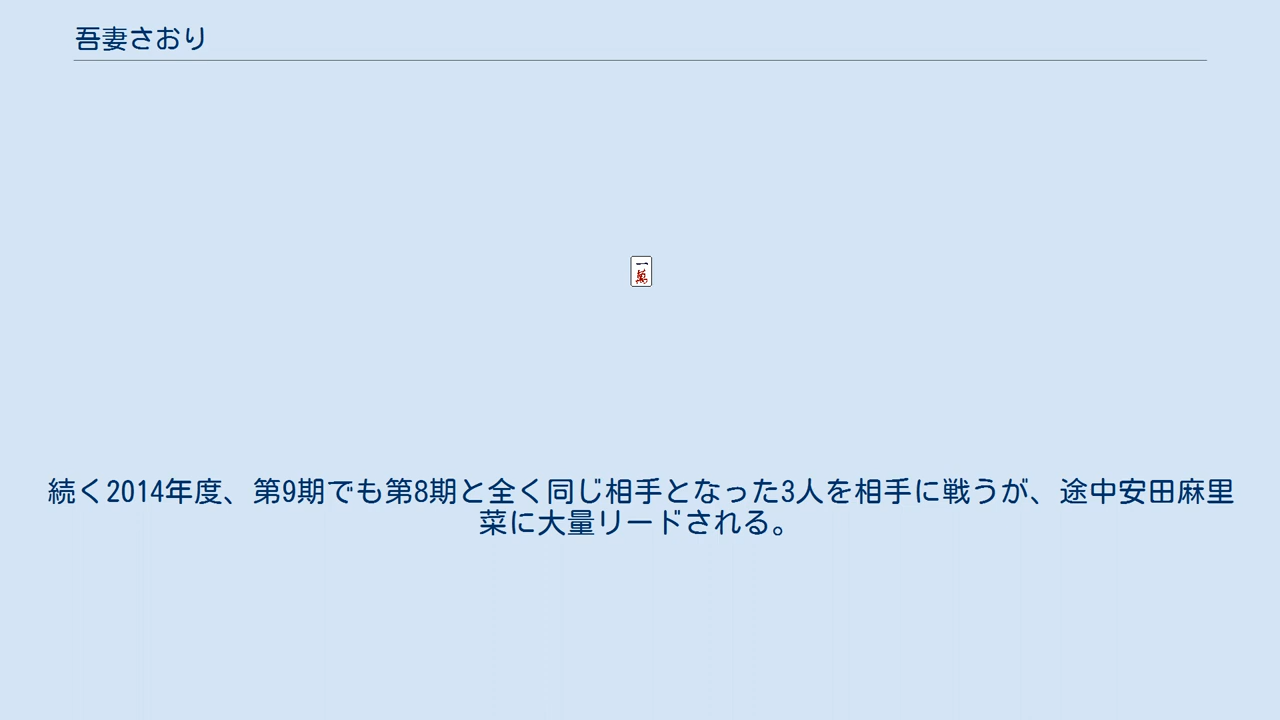 吾妻さおり
一
萬
続く2014年度、第9期でも第8期と全く同じ相手となった3人を相手に戦うが、途中安田麻里
菜に大量リードされる。